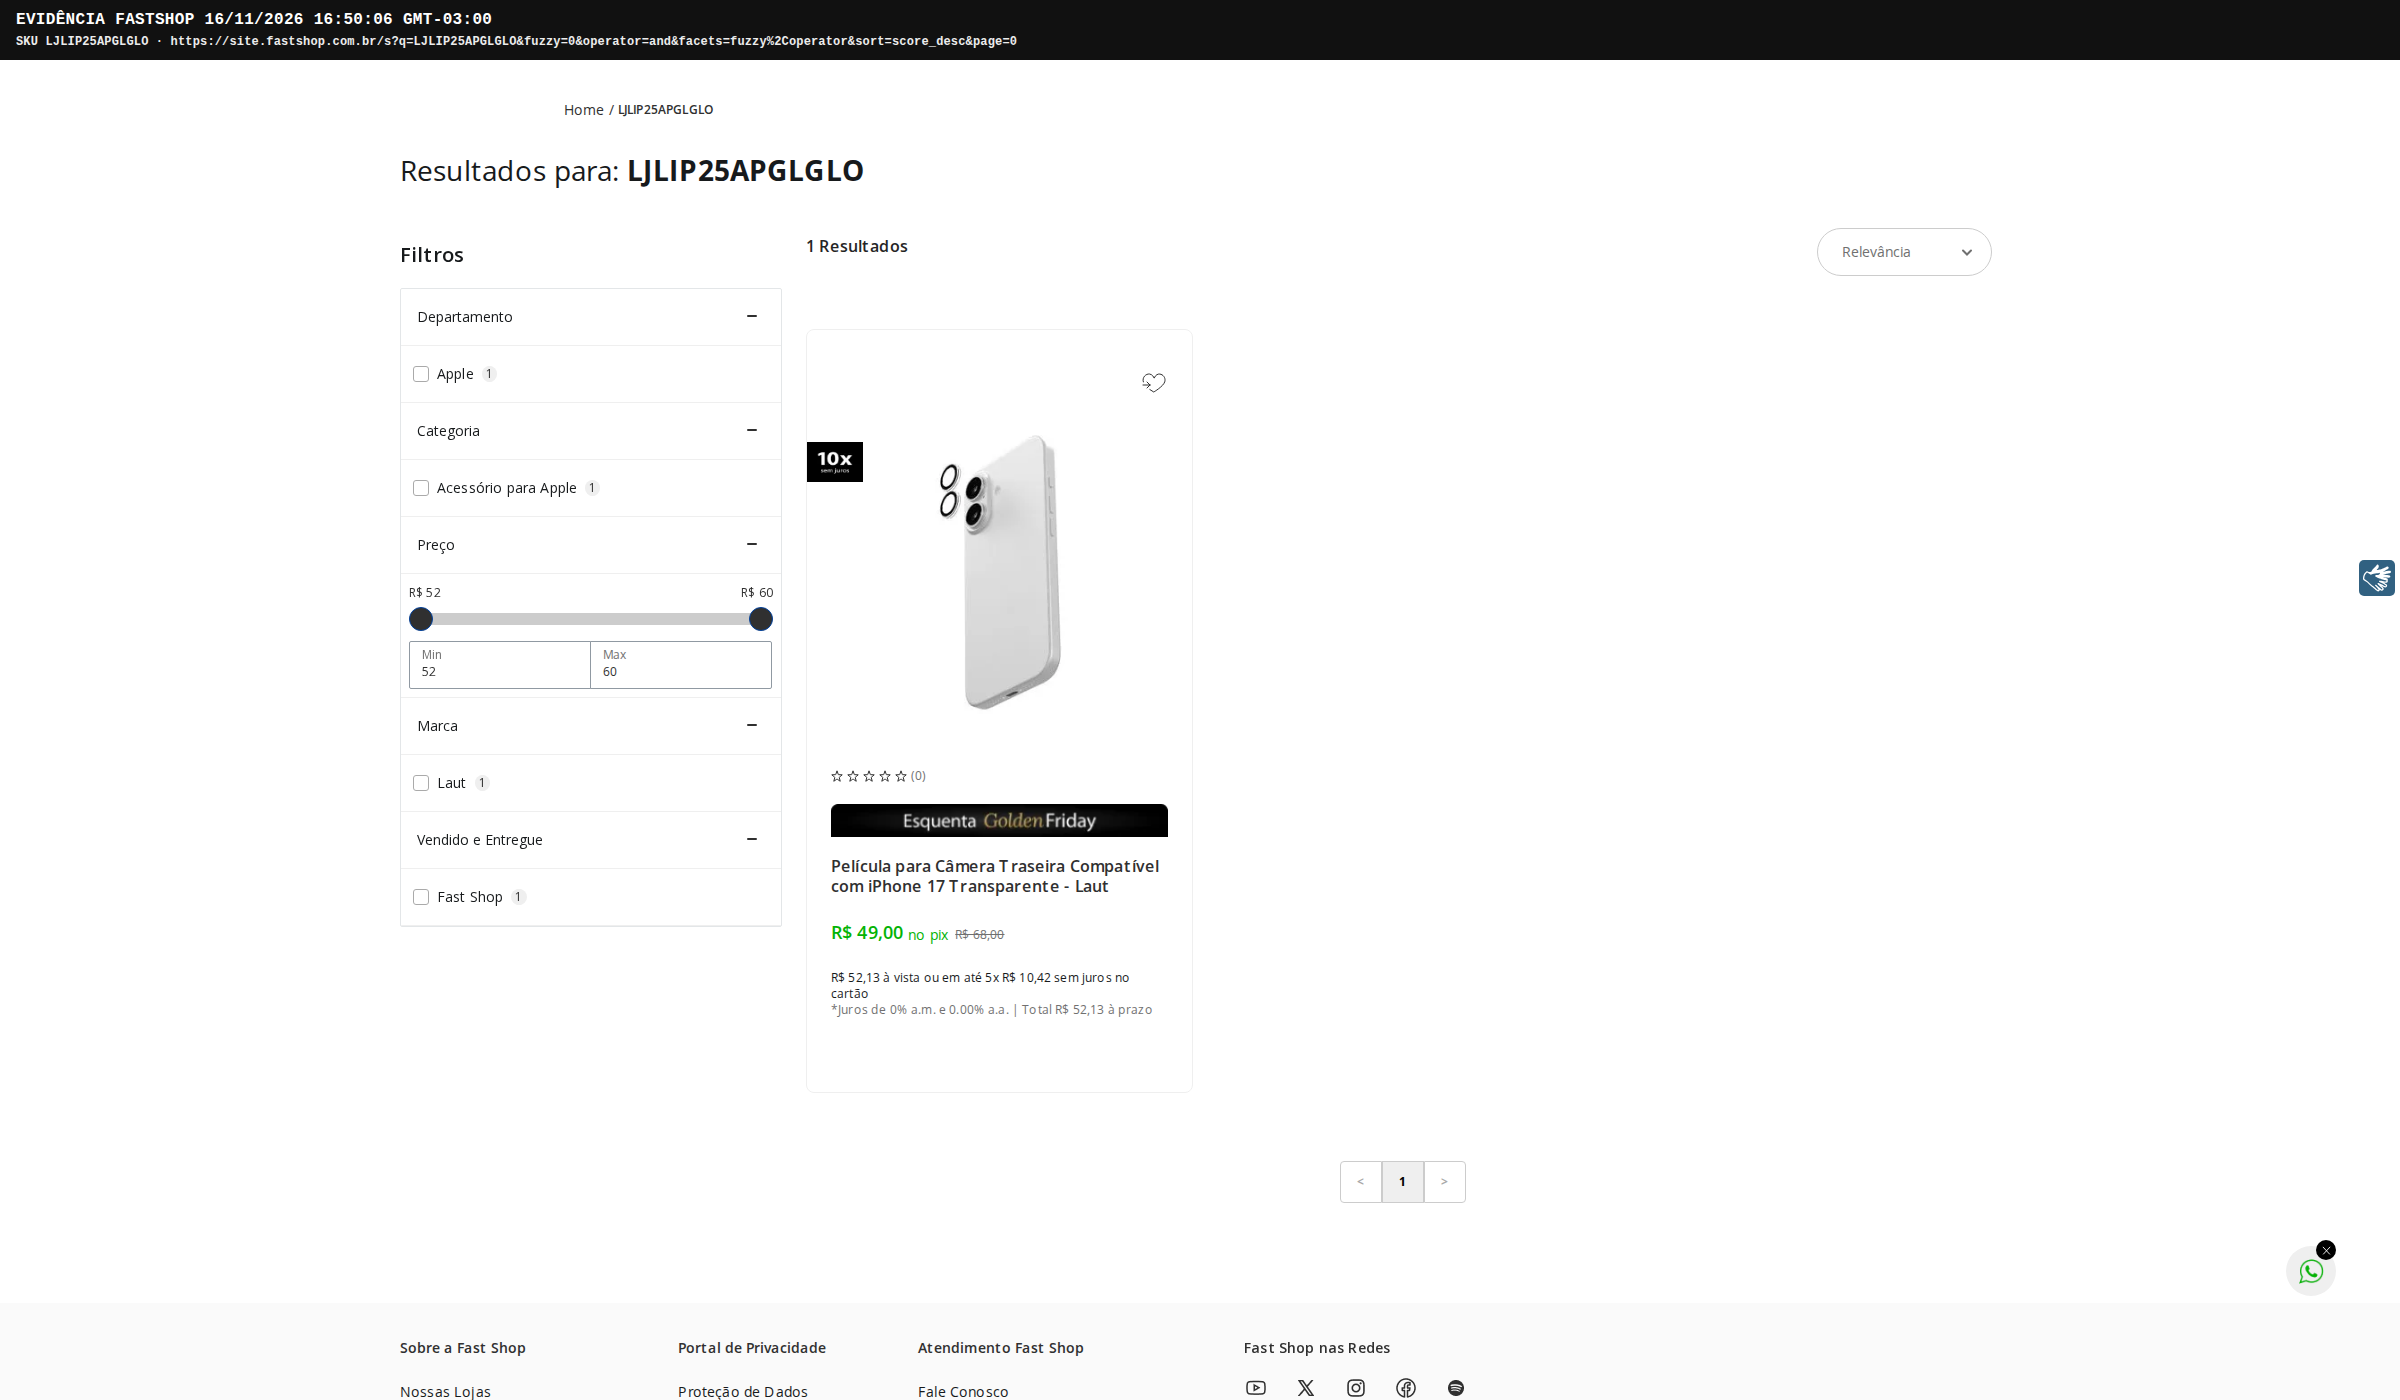 EVIDÊNCIA FASTSHOP 16/11/2026 16:50:06 GMT-03:00
SKU LJLIP25APGLGLO · https://site.fastshop.com.br/s?q=LJLIP25APGLGLO&fuzzy=0&operator=and&facets=fuzzy%2Coperator&sort=score_desc&page=0
Home / LJLIP25APGLGLO
Resultados para: LJLIP25APGLGLO
Filtros
1 Resultados
Relevância
Departamento
Apple 1
Categoria
Acessório para Apple 1
Preço
R$ 52 R$ 60
Min Max
52 60
Marca
Laut 1
Vendido e Entregue
Fast Shop 1
10x
sem juros
(0)
Esquenta Golden Friday
Película para Câmera Traseira Compatível
com iPhone 17 Transparente - Laut
R$ 49,00 no pix R$ 68,00
R$ 52,13 à vista ou em até 5x R$ 10,42 sem juros no
cartão
*Juros de 0% a.m. e 0.00% a.a. | Total R$ 52,13 à prazo
< 1 >
Sobre a Fast Shop Portal de Privacidade Atendimento Fast Shop Fast Shop nas Redes
Nossas Lojas Proteção de Dados Fale Conosco